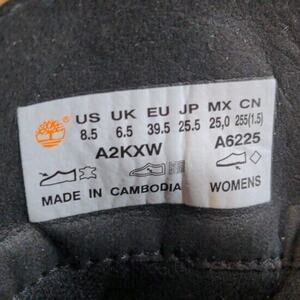 US UK EU JP MX CN
8.5 6.5 39.5 25.5 25,0 255(1.5)
A2KXW A6225
MADE IN CAMBODIA WOMENS